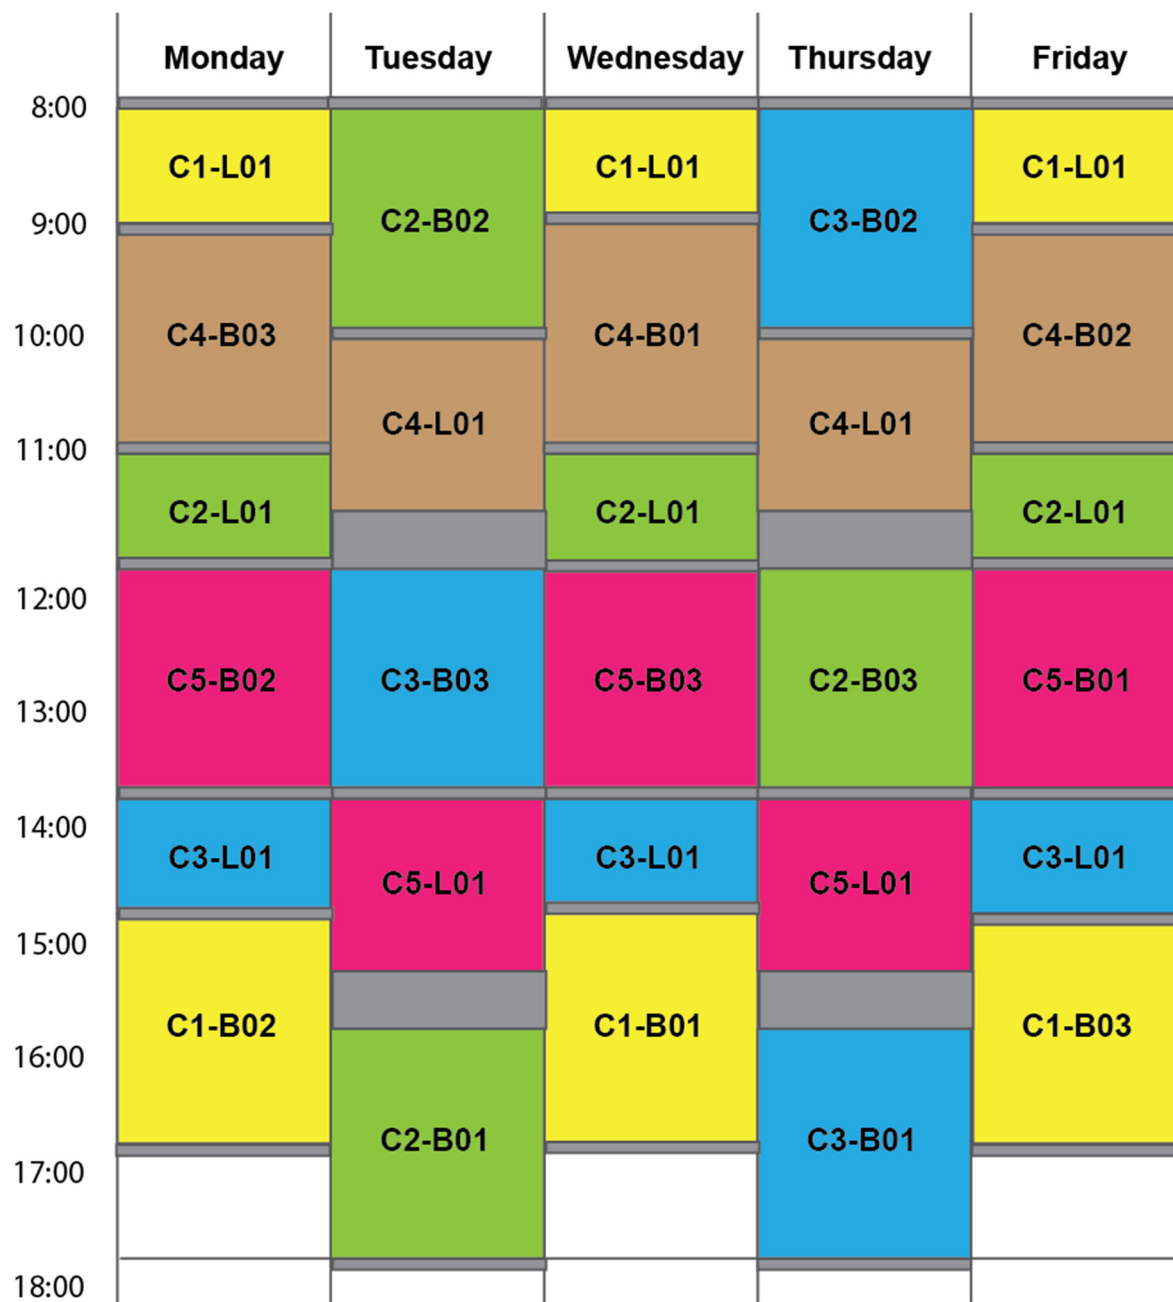 Monday Tuesday Wednesday Thursday Friday
8:00
C1-L01 C1-L01 C1-L01
C2-B02 C3-B02
9:00
10:00 C4-B03 C4-B01 C4-B02
C4-L01 C4-L01
11:00
C2-L01 C2-L01 C2-L01
12:00
C5-B02 C3-B03 C5-B03 C2-B03 C5-B01
13:00
14:00
C3-L01 C3-L01 C3-L01
C5-L01 C5-L01
15:00
C1-B02 C1-B01 C1-B03
16:00
C2-B01 C3-B01
17:00
18:00